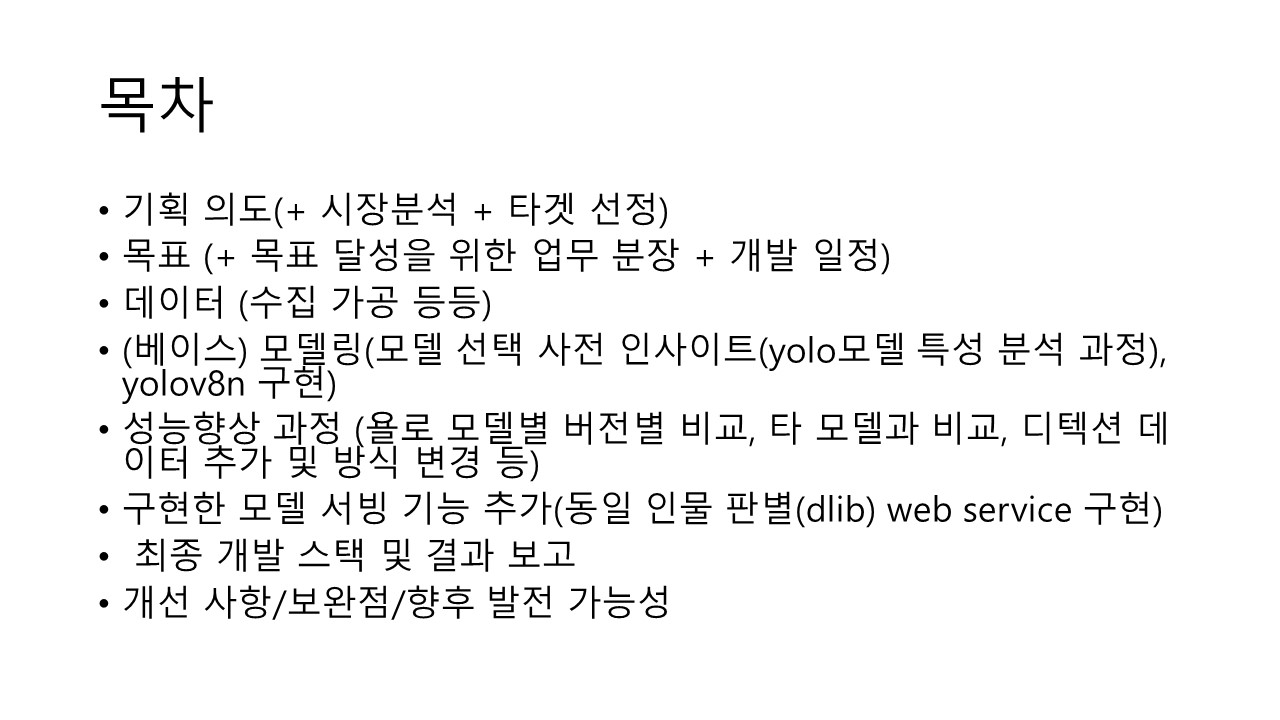 목차
• 기획 의도(+ 시장분석 + 타겟 선정)
• 목표 (+ 목표 달성을 위한 업무 분장 + 개발 일정)
• 데이터 (수집 가공 등등)
• (베이스) 모델링(모델 선택 사전 인사이트(yolo모델 특성 분석 과정),
yolov8n 구현)
• 성능향상 과정 (욜로 모델별 버전별 비교, 타 모델과 비교, 디텍션 데
이터 추가 및 방식 변경 등)
• 구현한 모델 서빙 기능 추가(동일 인물 판별(dlib) web service 구현)
• 최종 개발 스택 및 결과 보고
• 개선 사항/보완점/향후 발전 가능성